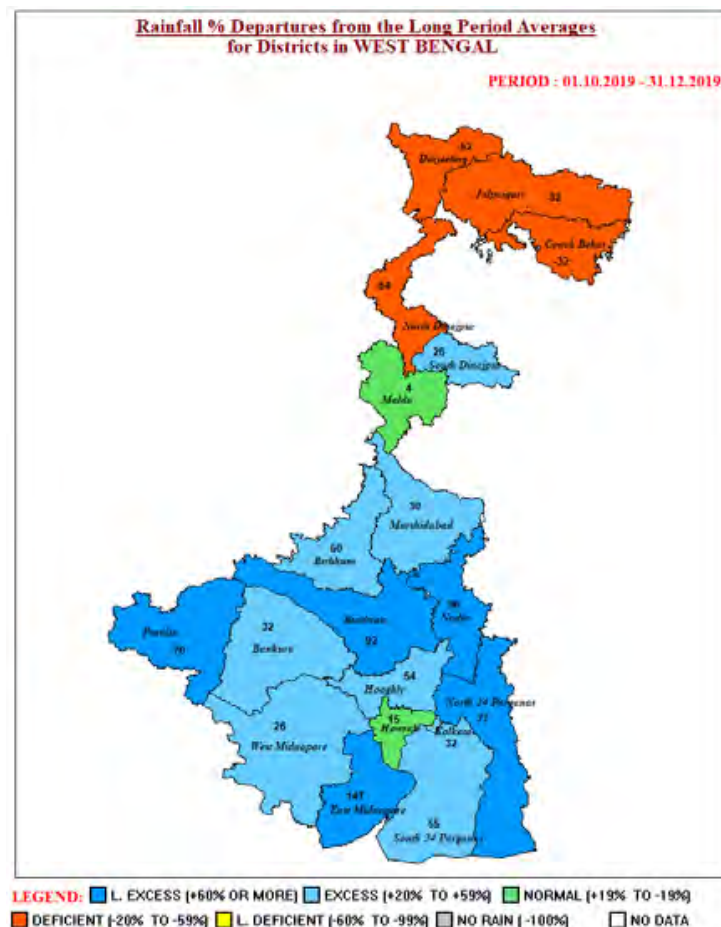 Rainfall % Departures from the Long Period Averages
for Districts in WEST BENGAL
PERIOD : 01.10.2019 - 31.12.2019
Darjeeling
Jalpaiguri
Cooch Behar
-32
North Dinajpur
South Dinajpur
4
Malda
30
Murshidabad
Birbhum
Nadia
Purulia
32
Bankura
Burdwan
92
54
Hooghly
North 24 Parganas
15
Howrah
Kolkata
32
26
West Midnapore
147
East Midnapore
55
South 24 Parganas
LEGEND: L. EXCESS [+60% OR MORE] EXCESS [+20% TO +59%] NORMAL [+19% TO -19%]
DEFICIENT [-20% TO -59%] L. DEFICIENT [-60% TO -99%] NO RAIN [-100%] NO DATA